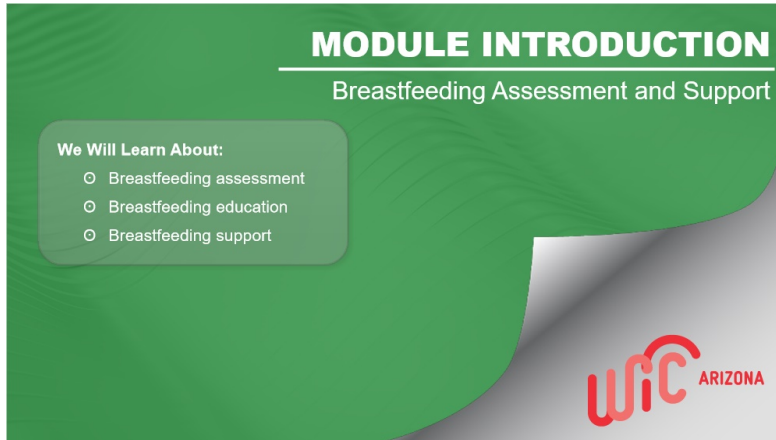 MODULE INTRODUCTION
Breastfeeding Assessment and Support
We Will Learn About:
Breastfeeding assessment
Breastfeeding education
Breastfeeding support
WIC ARIZONA